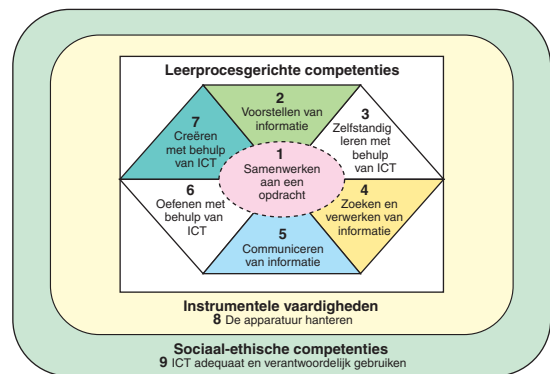 Leerprocesgerichte competenties
2
Voorstellen van
informatie
7
Creëren
met behulp
van ICT
3
Zelfstandig
leren met
behulp
van ICT
1
Samenwerken
aan een
opdracht
6
Oefenen met
behulp van
ICT
4
Zoeken en
verwerken van
informatie
5
Communiceren
van informatie
Instrumentele vaardigheden
8 De apparatuur hanteren
Sociaal-ethische competenties
9 ICT adequaat en verantwoordelijk gebruiken